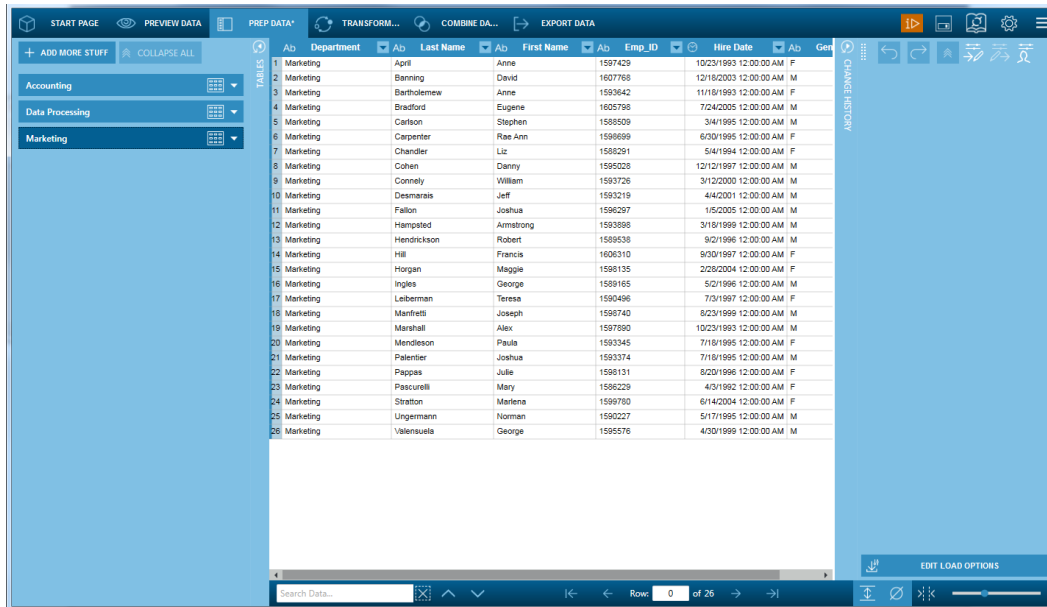 START PAGE PREVIEW DATA PREP DATA* TRANSFORM... COMBINE DA... EXPORT DATA
ADD MORE STUFF COLLAPSE ALL
Accounting
Data Processing
Marketing
TABLES
Ab Department Ab Last Name Ab First Name Ab Emp_ID Hire Date Ab Gen
1 Marketing April Anne 1597429 10/23/1993 12:00:00 AM F
2 Marketing Banning David 1607768 12/18/2003 12:00:00 AM M
3 Marketing Bartholemew Anne 1593642 11/18/1993 12:00:00 AM F
4 Marketing Bradford Eugene 1605798 7/24/2005 12:00:00 AM M
5 Marketing Carlson Stephen 1588509 3/4/1995 12:00:00 AM M
6 Marketing Carpenter Rae Ann 1598699 6/30/1995 12:00:00 AM F
7 Marketing Chandler Liz 1588291 5/4/1994 12:00:00 AM F
8 Marketing Cohen Danny 1595028 12/12/1997 12:00:00 AM M
9 Marketing Connely William 1593726 3/12/2000 12:00:00 AM M
10 Marketing Desmarais Jeff 1593219 4/4/2001 12:00:00 AM M
11 Marketing Fallon Joshua 1596297 1/5/2005 12:00:00 AM M
12 Marketing Hampsted Armstrong 1593898 3/18/1999 12:00:00 AM M
13 Marketing Hendrickson Robert 1589538 9/2/1996 12:00:00 AM M
14 Marketing Hill Francis 1606310 9/30/1997 12:00:00 AM F
15 Marketing Horgan Maggie 1598135 2/28/2004 12:00:00 AM F
16 Marketing Ingles George 1589165 5/2/1996 12:00:00 AM M
17 Marketing Leiberman Teresa 1590496 7/3/1997 12:00:00 AM F
18 Marketing Manfretti Joseph 1598740 8/23/1999 12:00:00 AM M
19 Marketing Marshall Alex 1597890 10/23/1993 12:00:00 AM M
20 Marketing Mendleson Paula 1593345 7/18/1995 12:00:00 AM F
21 Marketing Palentier Joshua 1593374 7/18/1995 12:00:00 AM M
22 Marketing Pappas Julie 1598131 8/20/1996 12:00:00 AM F
23 Marketing Pascurelli Mary 1586229 4/3/1992 12:00:00 AM F
24 Marketing Stratton Marlena 1599780 6/14/2004 12:00:00 AM F
25 Marketing Ungermann Norman 1590227 5/17/1995 12:00:00 AM M
26 Marketing Valensuela George 1595576 4/30/1999 12:00:00 AM M
CHANGE HISTORY
EDIT LOAD OPTIONS
Search Data... Row: 0 of 26